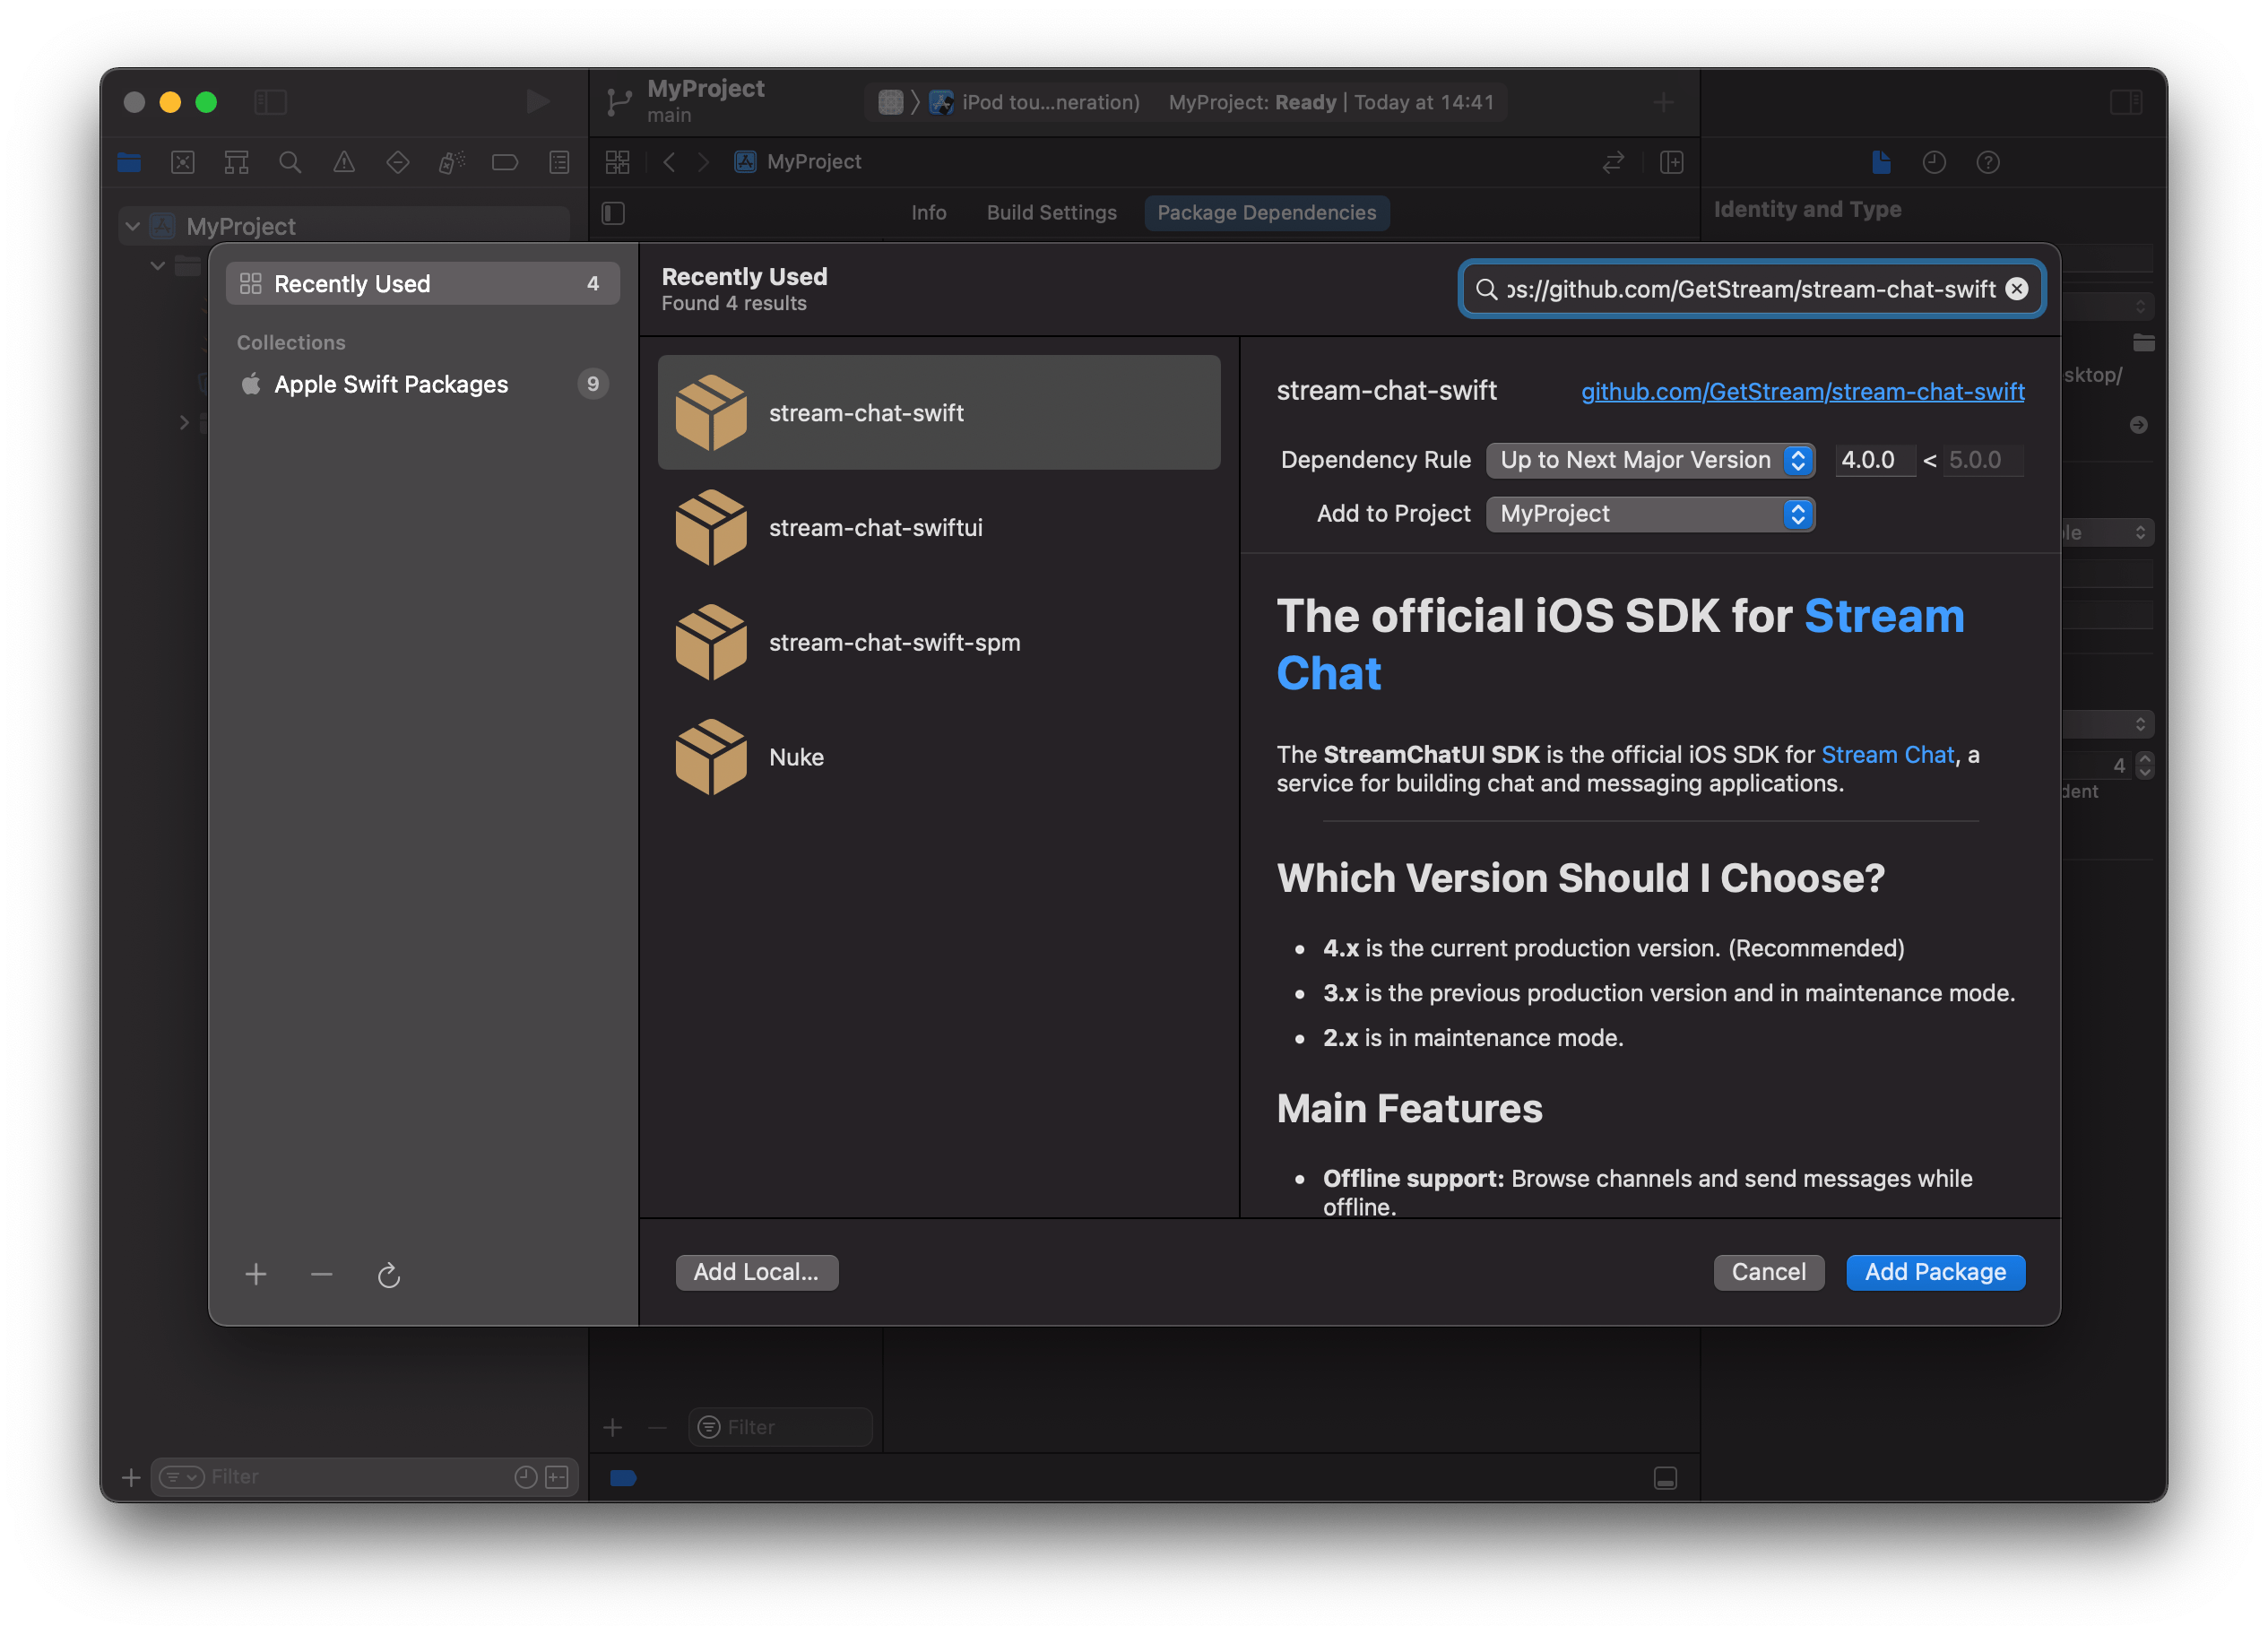 MyProject
main
iPod tou...neration)
MyProject: Ready | Today at 14:41
MyProject
Info
Build Settings
Package Dependencies
Identity and Type
MyProject
Recently Used
4
Collections
Apple Swift Packages
9
Recently Used
Found 4 results
os://github.com/GetStream/stream-chat-swift
stream-chat-swift
stream-chat-swiftui
stream-chat-swift-spm
Nuke
stream-chat-swift
github.com/GetStream/stream-chat-swift
Dependency Rule
Up to Next Major Version
4.0.0 < 5.0.0
Add to Project
MyProject
The official iOS SDK for Stream
Chat
The StreamChatUI SDK is the official iOS SDK for Stream Chat, a
service for building chat and messaging applications.
Which Version Should I Choose?
• 4.x is the current production version. (Recommended)
• 3.x is the previous production version and in maintenance mode.
• 2.x is in maintenance mode.
Main Features
• Offline support: Browse channels and send messages while
offline.
Add Local...
Cancel
Add Package
sktop/
4
Filter
Filter